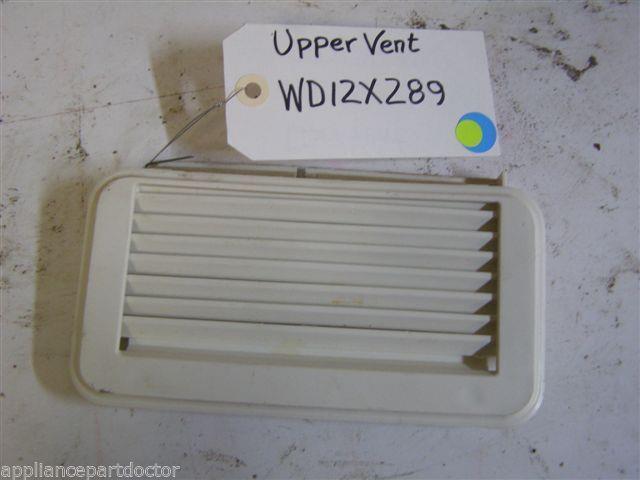 Upper Vent
WD12X289
appliancepartdoctor